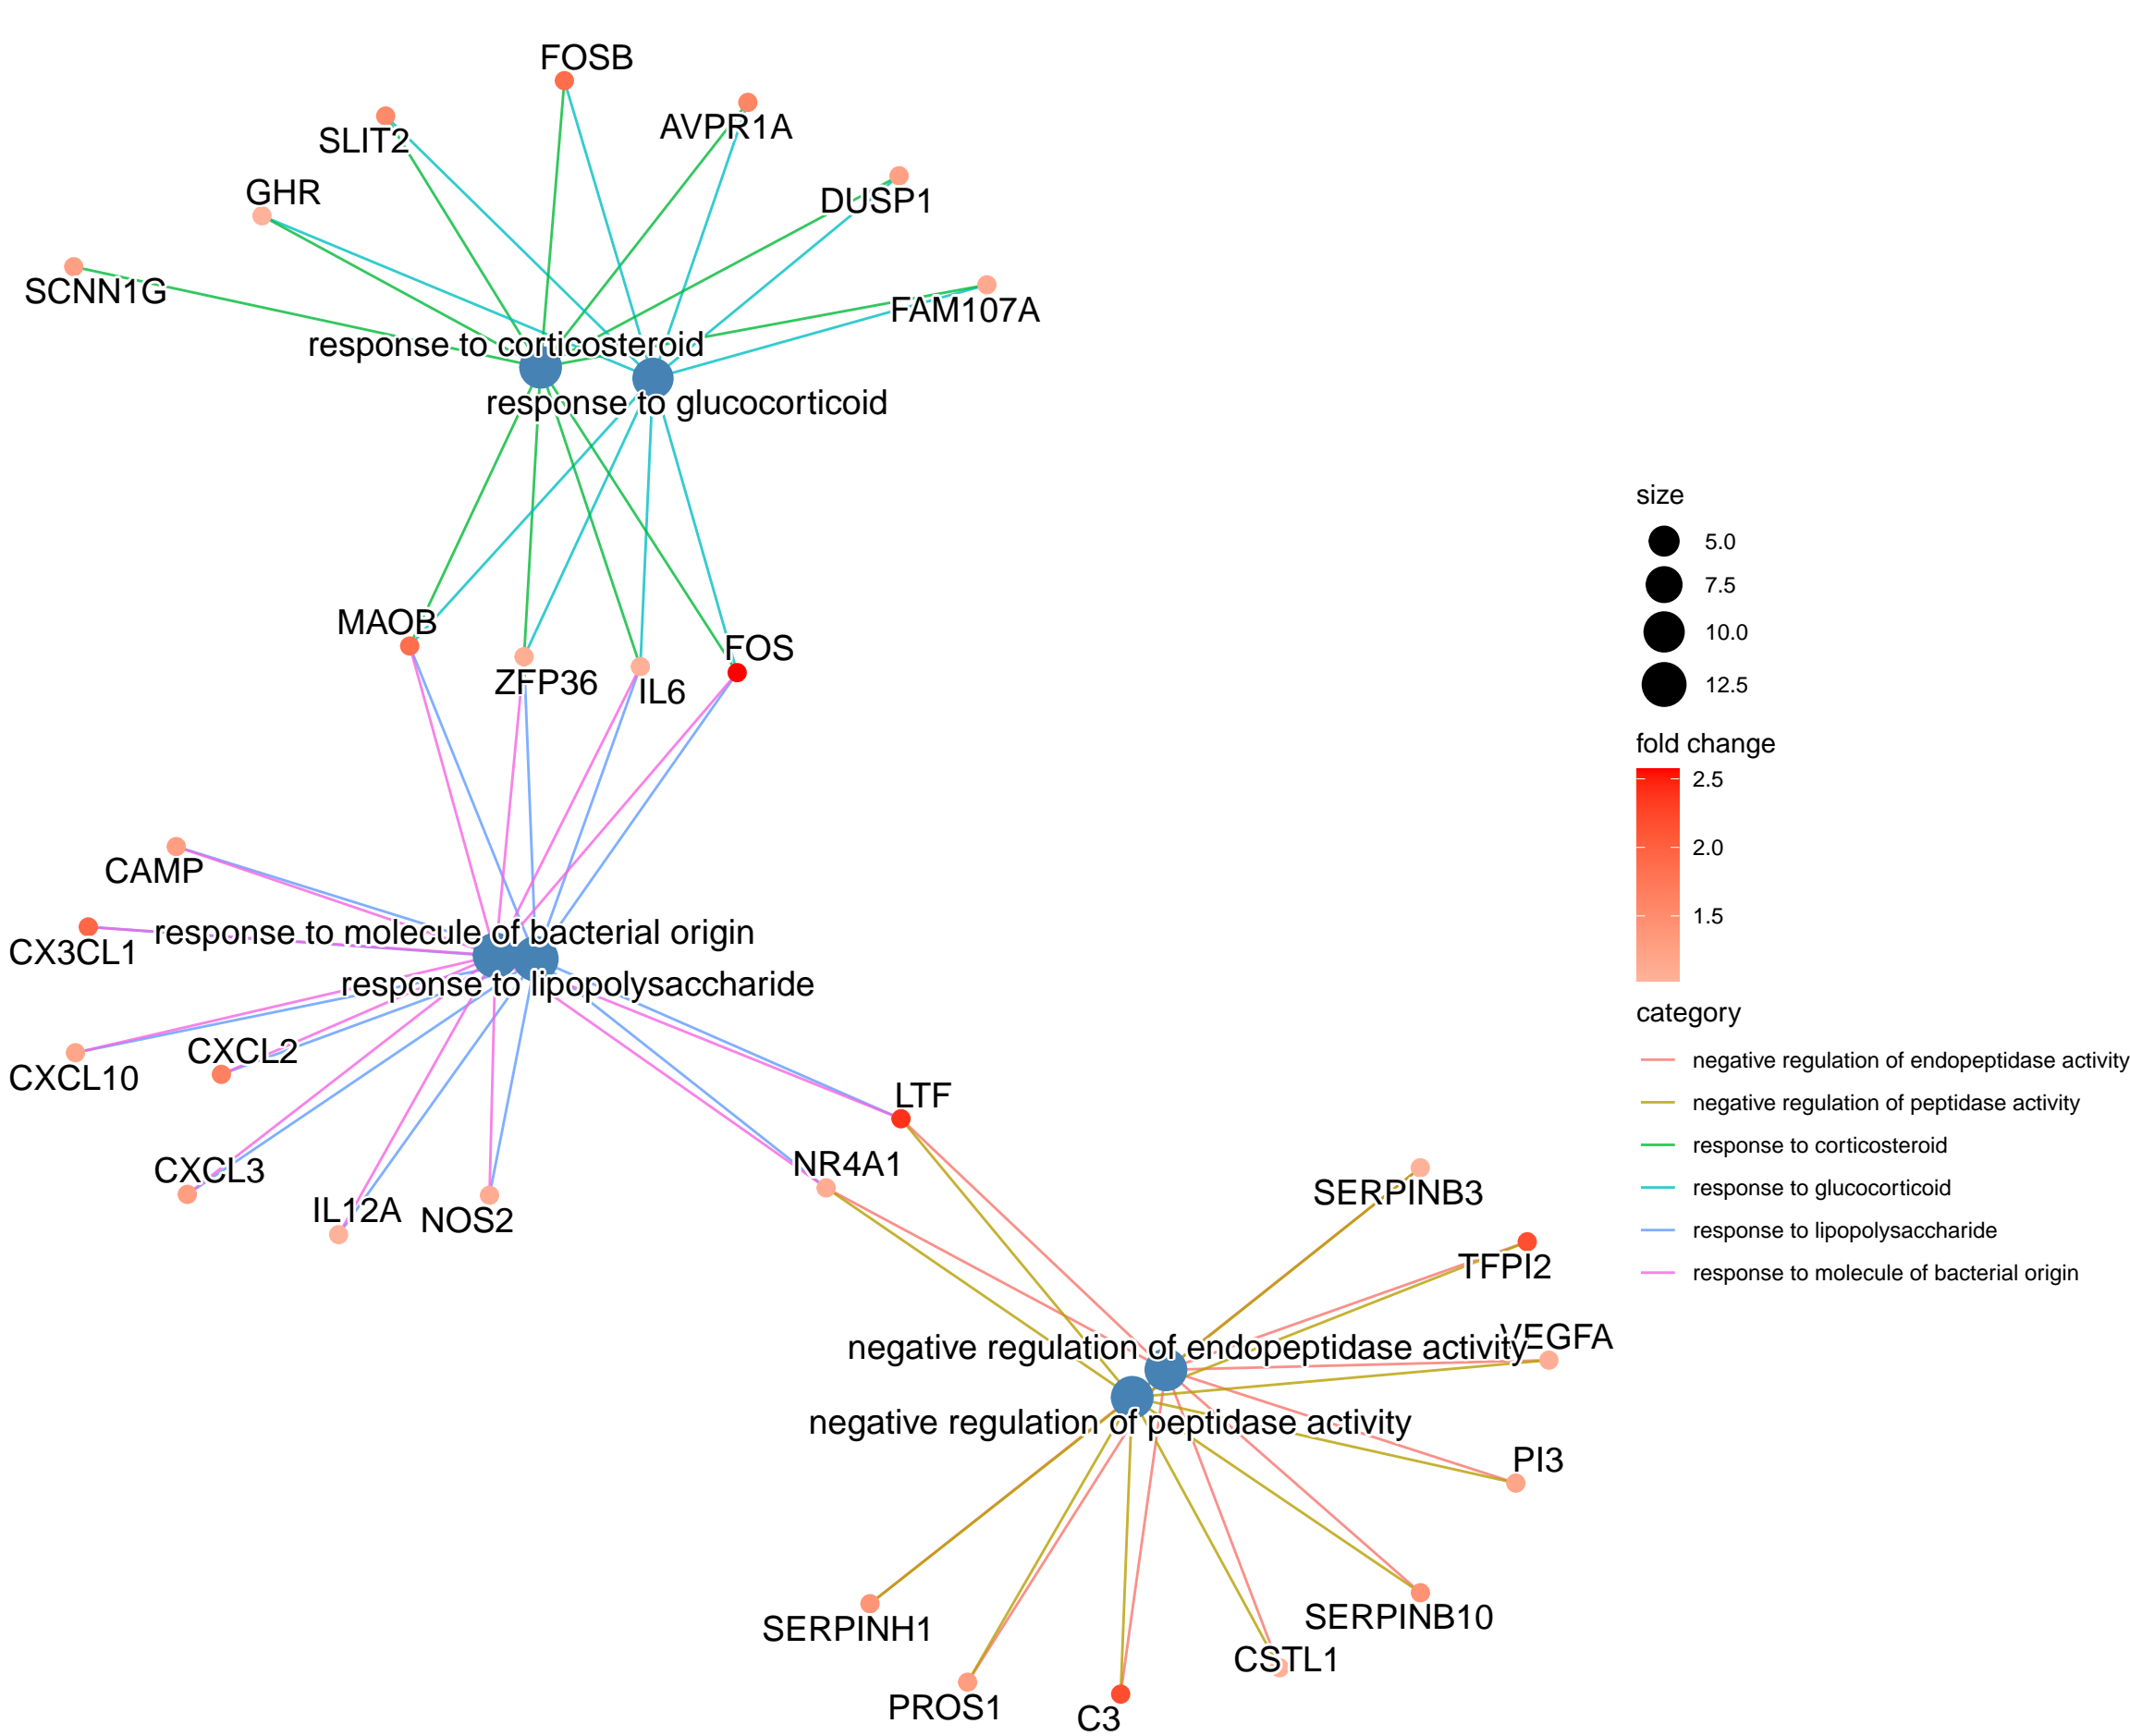 FOSB
AVPR1A
SLIT2
GHR
DUSP1
SCNN1G
FAM107A
response to corticosteroid
response to glucocorticoid
MAOB
FOS
ZFP36
IL6
CAMP
response to molecule of bacterial origin
CX3CL1
response to lipopolysaccharide
CXCL2
CXCL10
LTF
NR4A1
CXCL3
IL12A
NOS2
SERPINB3
TFPI2
VEGFA
negative regulation of endopeptidase activity
negative regulation of peptidase activity
PI3
SERPINH1
SERPINB10
CSTL1
PROS1
C3
size
5.0
7.5
10.0
12.5
fold change
2.5
2.0
1.5
category
negative regulation of endopeptidase activity
negative regulation of peptidase activity
response to corticosteroid
response to glucocorticoid
response to lipopolysaccharide
response to molecule of bacterial origin